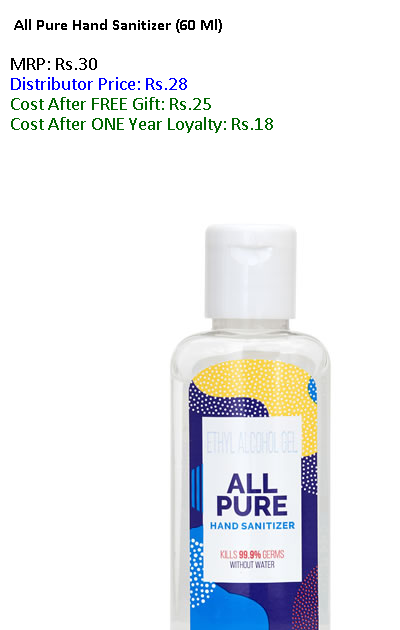 All Pure Hand Sanitizer (60 Ml)
MRP: Rs.30
Distributor Price: Rs.28
Cost After FREE Gift: Rs.25
Cost After ONE Year Loyalty: Rs.18
ETHYL ALCOHOL GEL
ALL
PURE
HAND SANITIZER
KILLS 99.9% GERMS
WITHOUT WATER